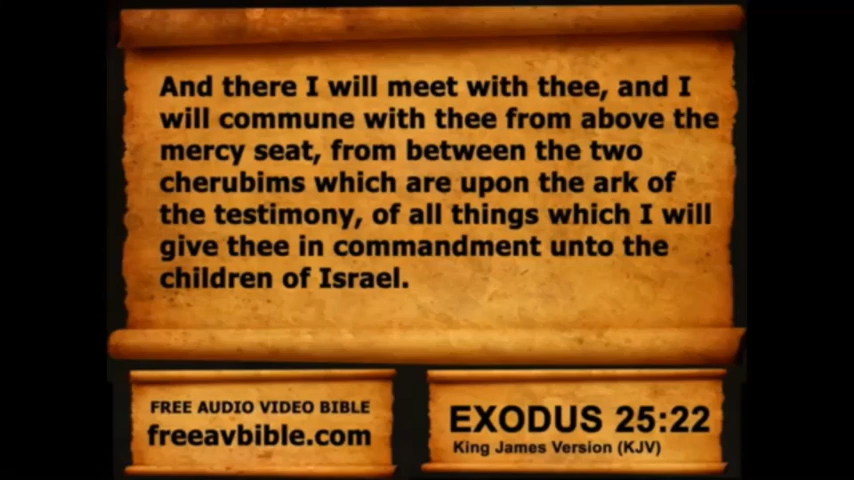 And there I will meet with thee, and I
will commune with thee from above the
mercy seat, from between the two
cherubims which are upon the ark of
the testimony, of all things which I will
give thee in commandment unto the
children of Israel.
FREE AUDIO VIDEO BIBLE
freeavbible.com
EXODUS 25:22
King James Version (KJV)